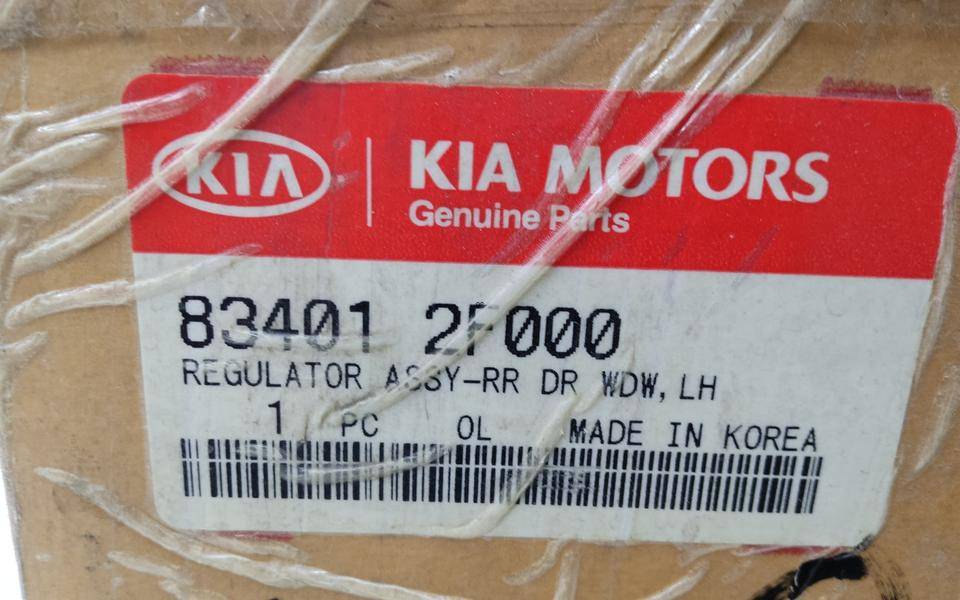 KIA
KIA MOTORS
Genuine Parts
83401 2F000
REGULATOR ASSY-RR DR WDW, LH
1 PC OL MADE IN KOREA